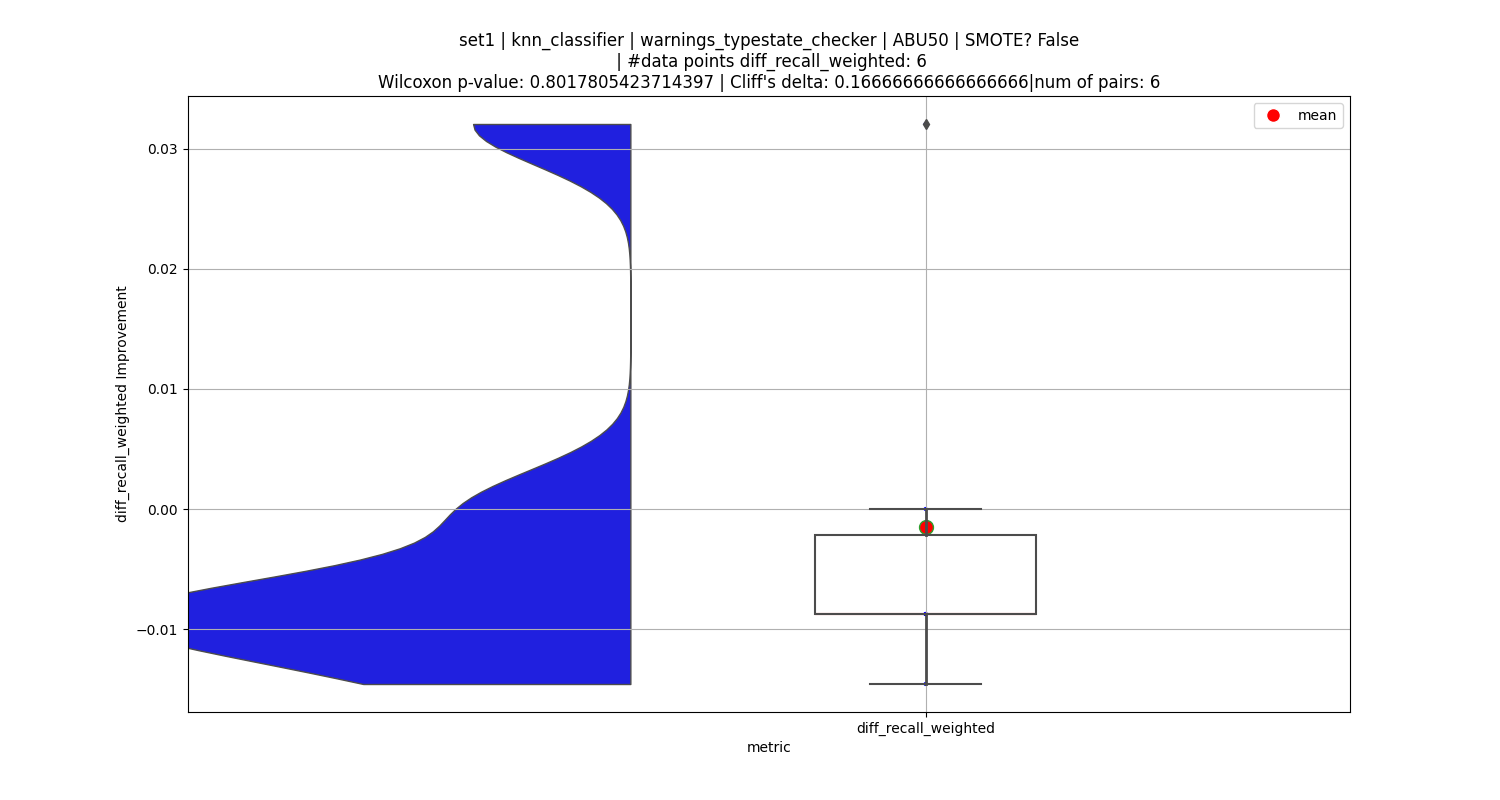 set1 | knn_classifier | warnings_typestate_checker | ABU50 | SMOTE? False
| #data points diff_recall_weighted: 6
Wilcoxon p-value: 0.8017805423714397 | Cliff's delta: 0.16666666666666666|num of pairs: 6
mean
0.03
0.02
0.01
0.00
−0.01
diff_recall_weighted Improvement
diff_recall_weighted
metric